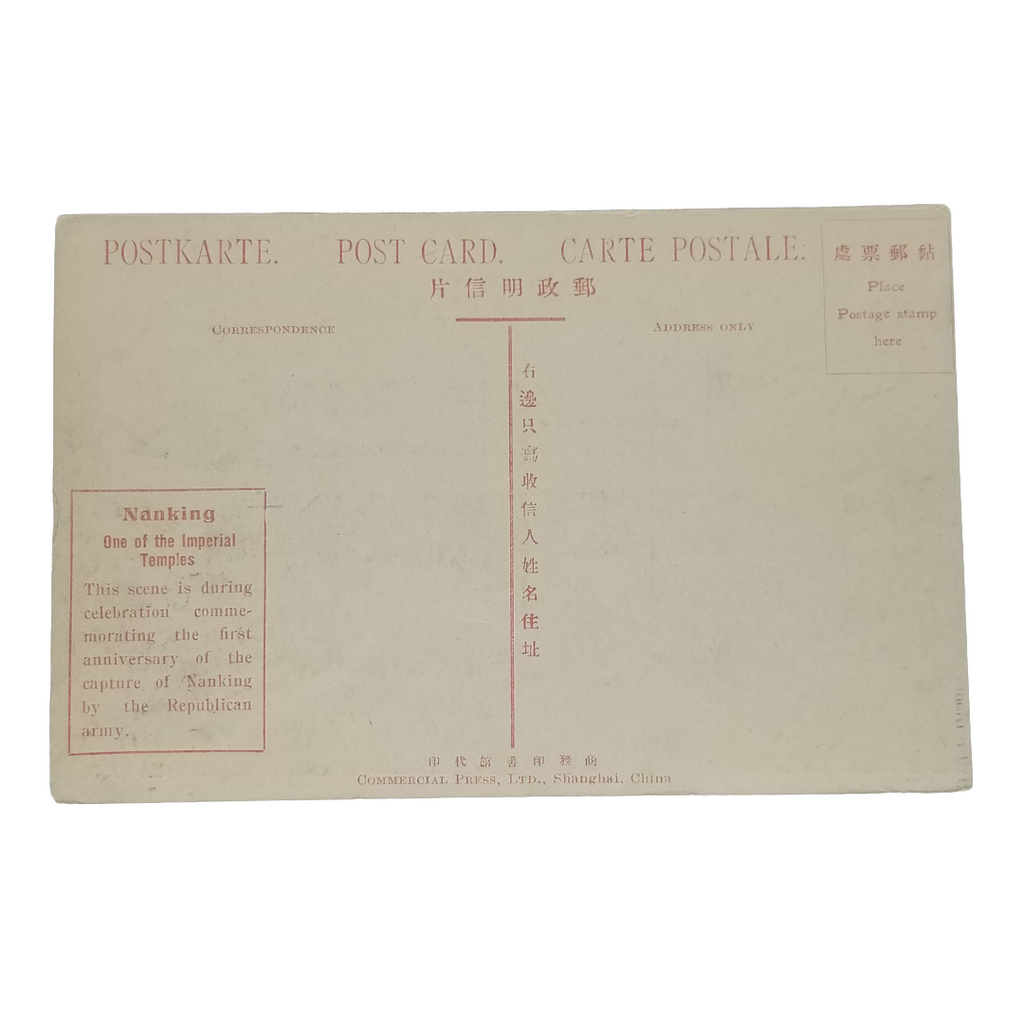 POSTKARTE. POST CARD. CARTE POSTALE.
片信明政郵
處票郵黏
Place
Postage stamp
here
CORRESPONDENCE
ADDRESS ONLY
右邊只寫收信人姓名住址
Nanking
One of the Imperial
Temples
This scene is during
celebration comme-
morating the first
anniversary of the
capture of Nanking
by the Republican
army.
印代館書印務商
COMMERCIAL PRESS, LTD., Shanghai, China